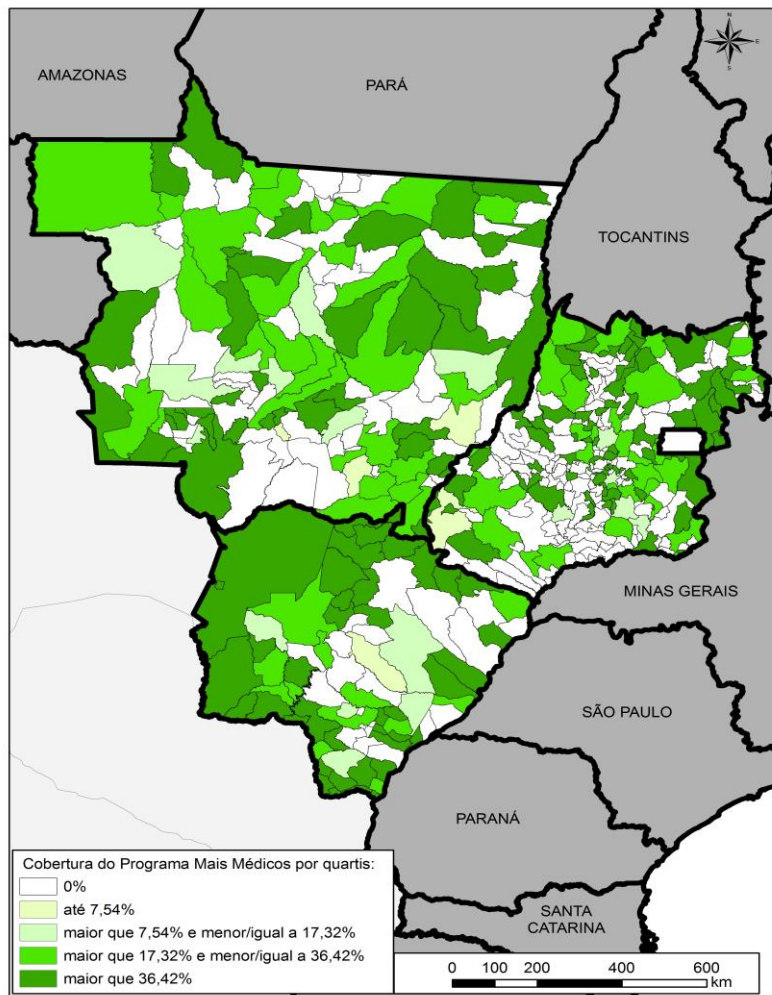 N
E
S
AMAZONAS
PARÁ
TOCANTINS
MINAS GERAIS
SÃO PAULO
PARANÁ
SANTA
CATARINA
Cobertura do Programa Mais Médicos por quartis:
0%
até 7,54%
maior que 7,54% e menor/igual a 17,32%
maior que 17,32% e menor/igual a 36,42%
maior que 36,42%
0 100 200 400 600
km